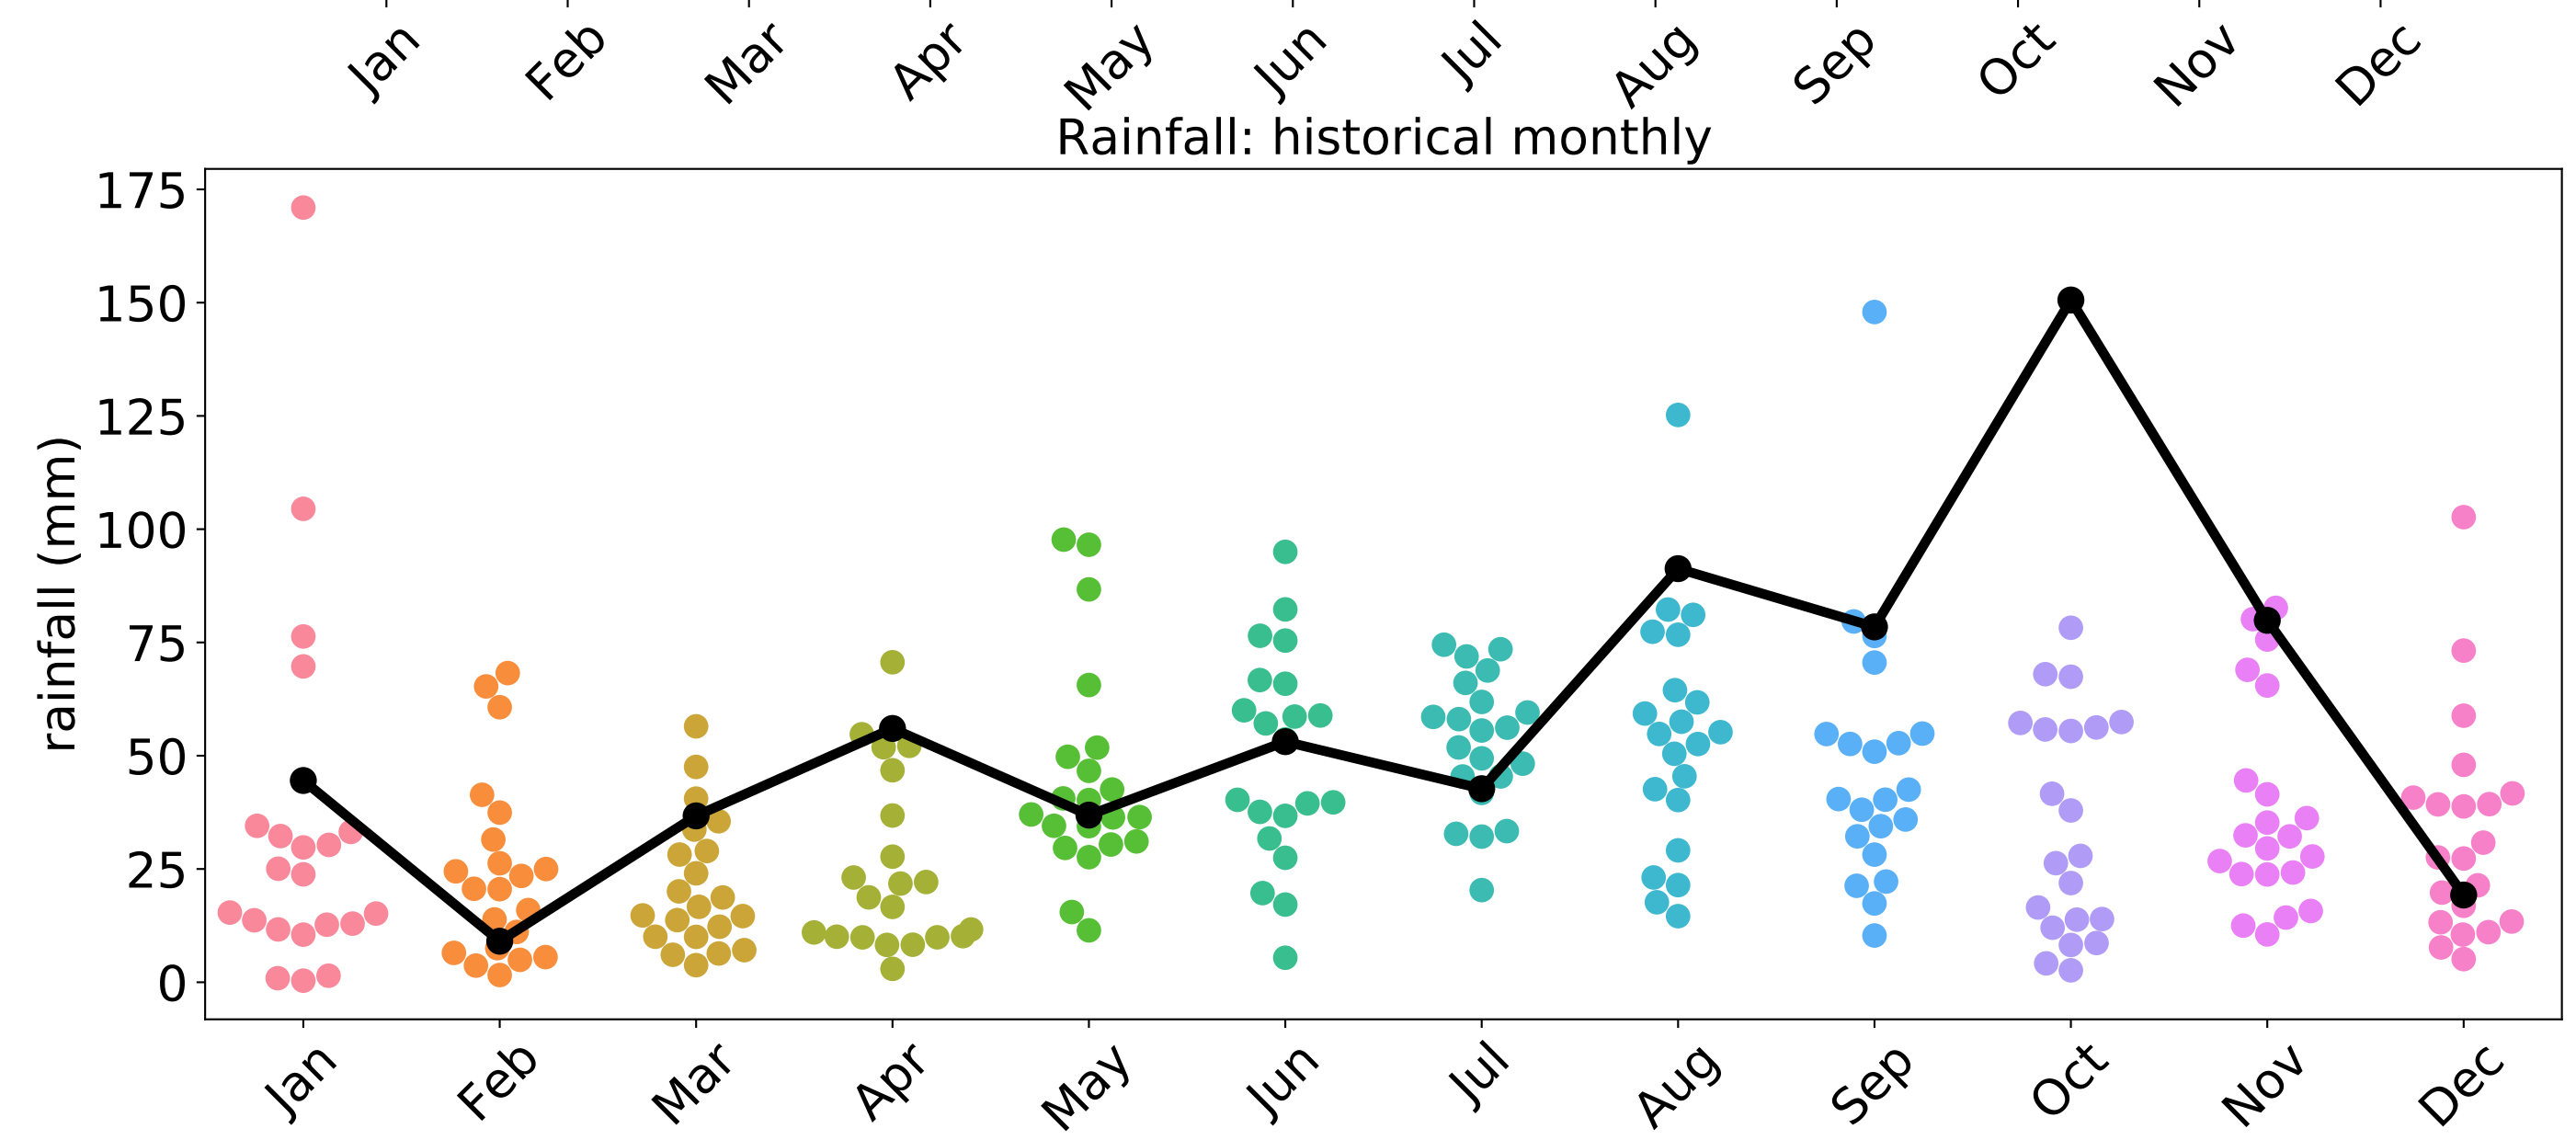 Jan Feb Mar Apr May Jun Jul Aug Sep Oct Nov Dec
Rainfall: historical monthly
175
150
125
100
75
50
25
0
rainfall (mm)
Jan Feb Mar Apr May Jun Jul Aug Sep Oct Nov Dec